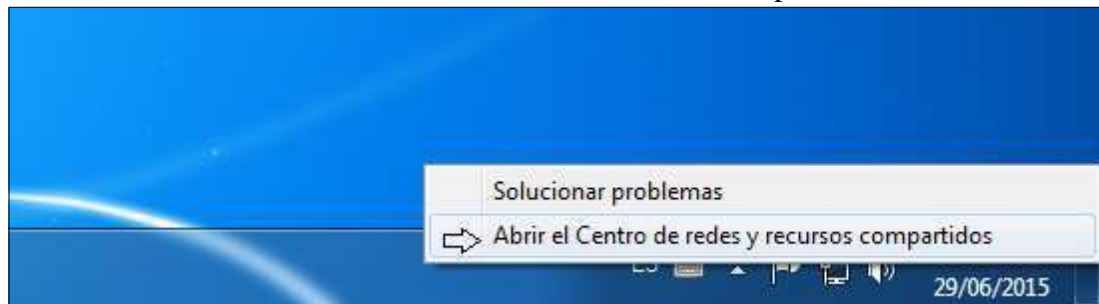 Solucionar problemas
Abrir el Centro de redes y recursos compartidos
29/06/2015